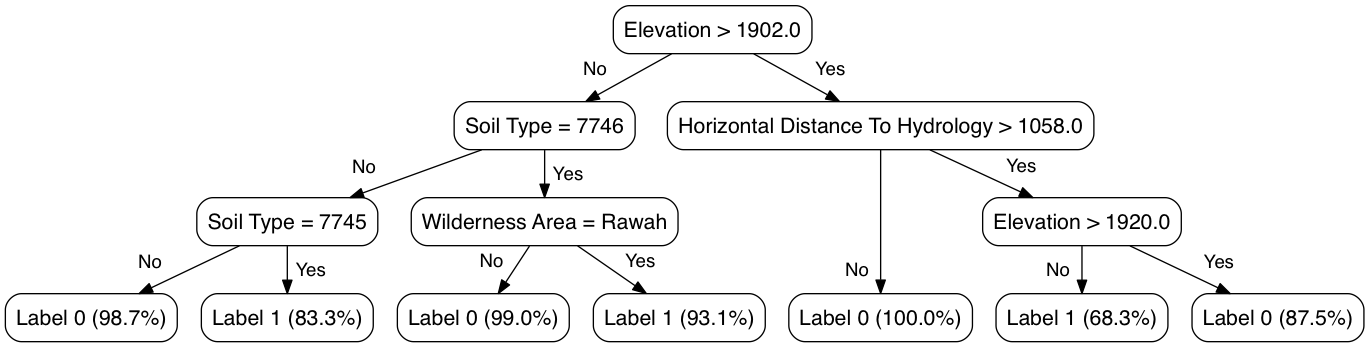 Elevation > 1902.0
No
Yes
Soil Type = 7746
Horizontal Distance To Hydrology > 1058.0
No
Yes
Yes
Soil Type = 7745
Wilderness Area = Rawah
Elevation > 1920.0
No
Yes
No
Yes
No
No
Yes
Label 0 (98.7%)
Label 1 (83.3%)
Label 0 (99.0%)
Label 1 (93.1%)
Label 0 (100.0%)
Label 1 (68.3%)
Label 0 (87.5%)